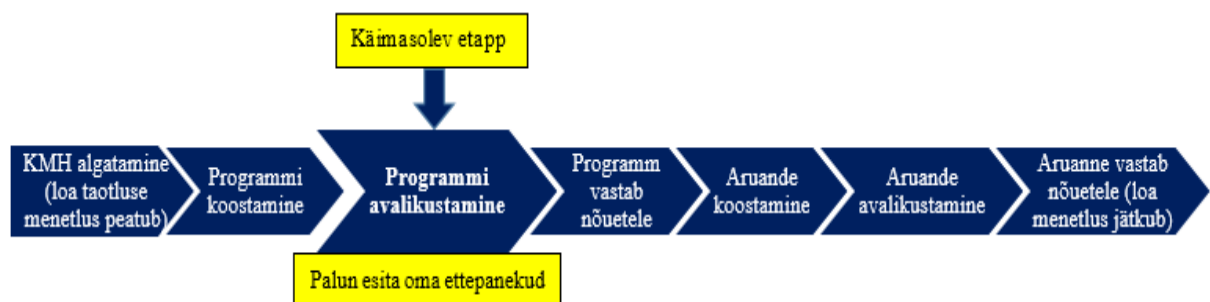 Käimasolev etapp
KMH algatamine
(loa taotluse
menetlus peatub)
Programmi
koostamine
Programmi
avalikustamine
Programm
vastab
nõuetele
Aruande
koostamine
Aruande
avalikustamine
Aruanne vastab
nõuetele (loa
menetlus jätkub)
Palun esita oma ettepanekud